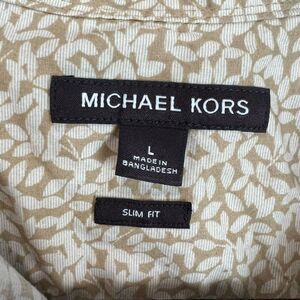 MICHAEL KORS
L
MADE IN
BANGLADESH
SLIM FIT